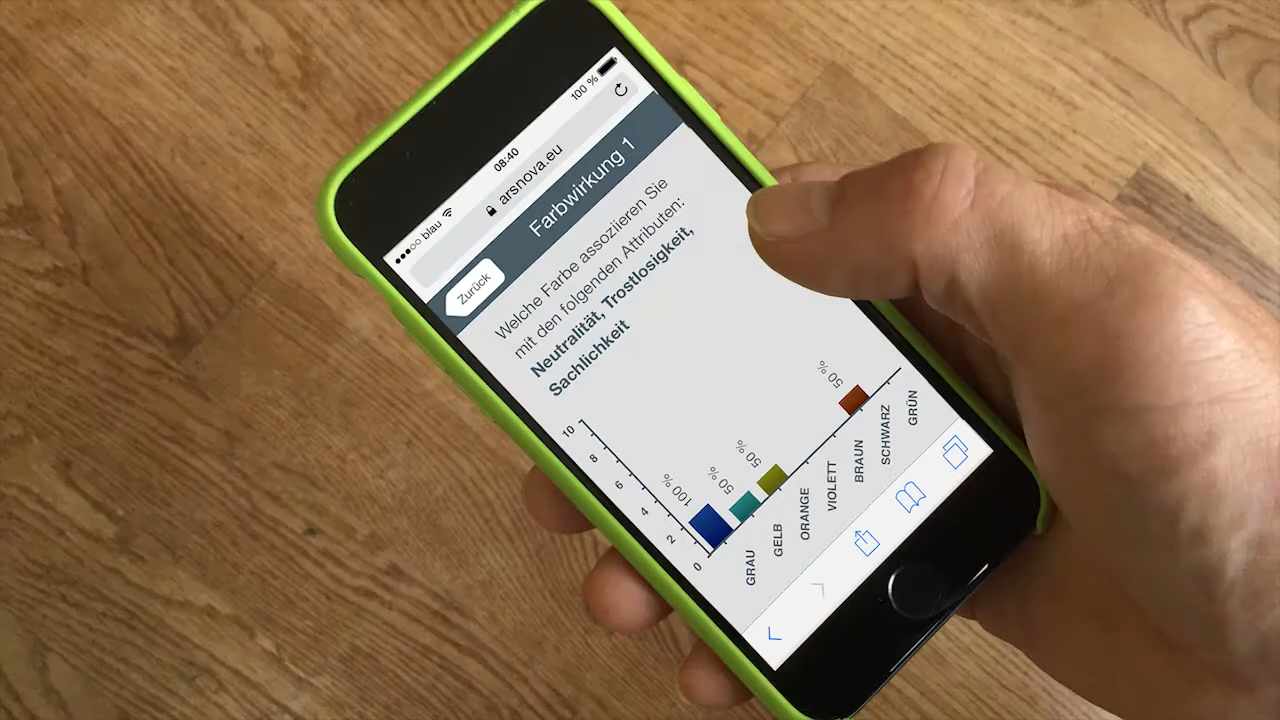 ●●●○○ blau 08:40 100 %
arsnova.eu
Zurück Farbwirkung 1
Welche Farbe assoziieren Sie
mit den folgenden Attributen:
Neutralität, Trostlosigkeit,
Sachlichkeit
10
8
6
4
2
0
100 %
50 %
50 %
50 %
GRAU
GELB
ORANGE
VIOLETT
BRAUN
SCHWARZ
GRÜN